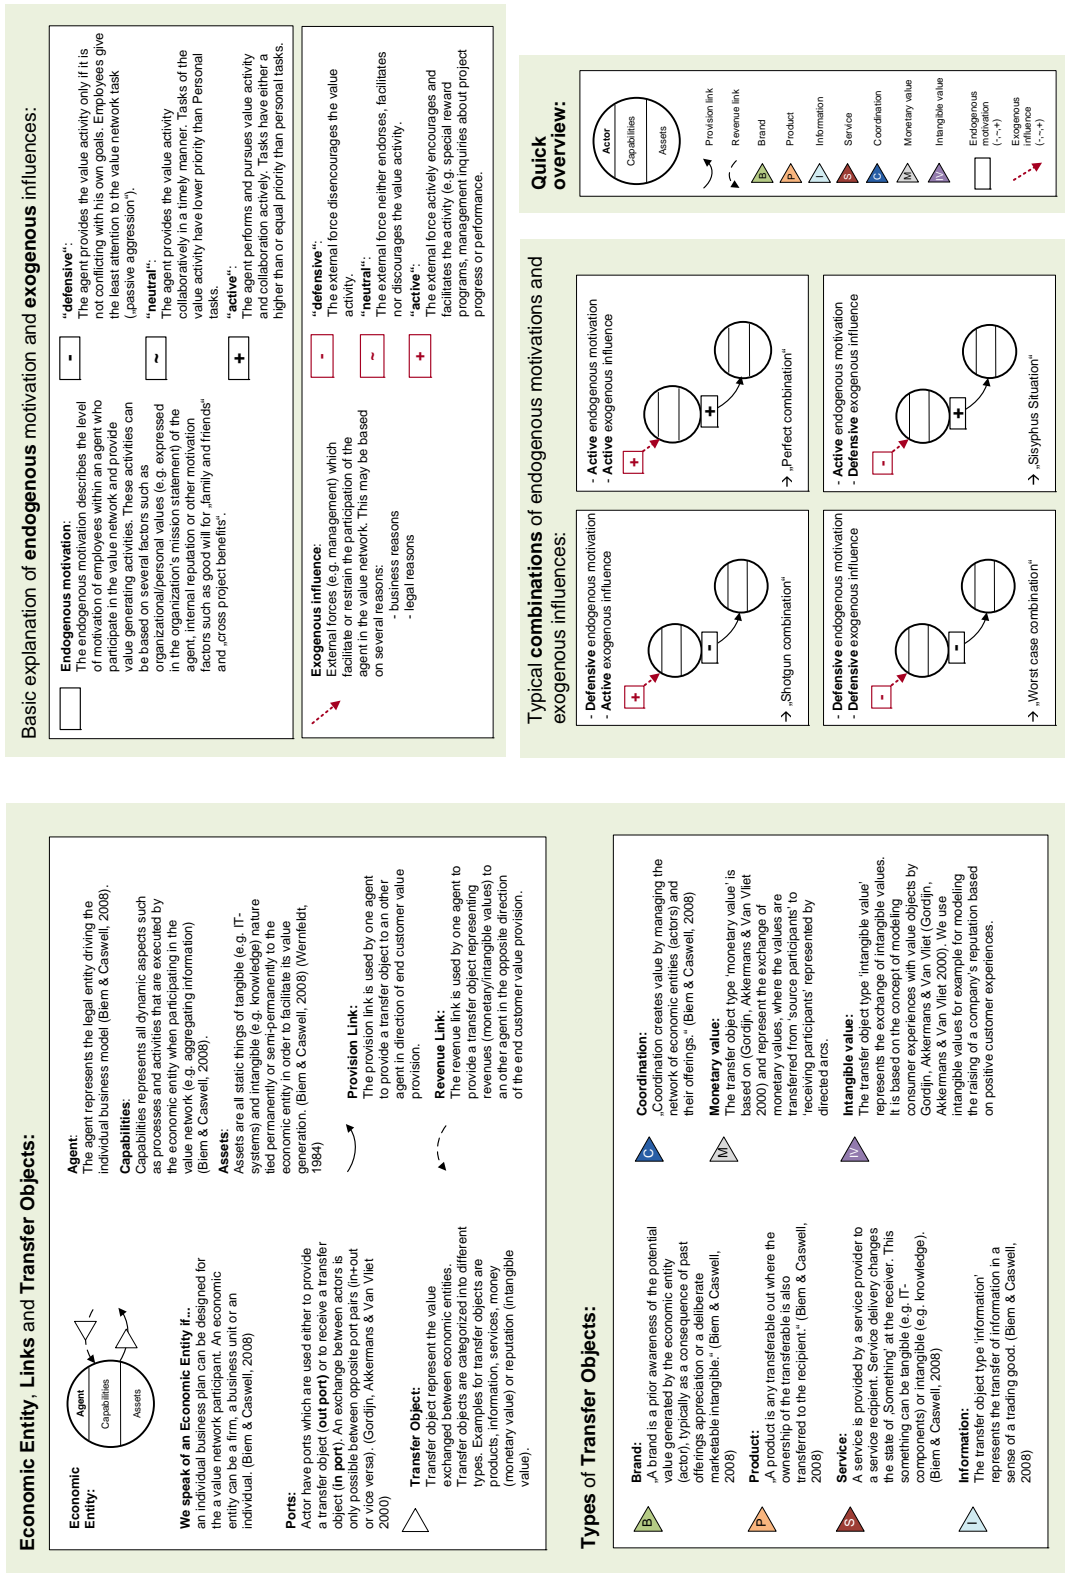 Economic Entity, Links and Transfer Objects:
Economic
Entity:
Agent
Capabilities
Assets
We speak of an Economic Entity if...
an individual business plan can be designed for
the a value network participant. An economic
entity can be a firm, a business unit or an
individual. (Biem & Caswell, 2008)
Ports:
Actor have ports which are used either to provide
a transfer object (out port) or to receive a transfer
object (in port). An exchange between actors is
only possible between opposite port pairs (in+out
or vice versa). (Gordijn, Akkermans & Van Vliet
2000)
Transfer Object:
Transfer object represent the value
exchanged between economic entities.
Transfer objects are categorized into different
types. Examples for transfer objects are
products, information, services, money
(monetary value) or reputation (intangible
value).
Agent:
The agent represents the legal entity driving the
individual business model (Biem & Caswell, 2008).
Capabilities:
Capabilities represents all dynamic aspects such
as processes and activities that are executed by
the economic entity when participating in the
value network (e.g. aggregating information)
(Biem & Caswell, 2008).
Assets:
Assets are all static things of tangible (e.g. IT-
systems) and intangible (e.g. knowledge) nature
tied permanently or semi-permanently to the
economic entity in order to facilitate its value
generation. (Biem & Caswell, 2008) (Wernfeldt,
1984)
Provision Link:
The provision link is used by one agent
to provide a transfer object to an other
agent in direction of end customer value
provision.
Revenue Link:
The revenue link is used by one agent to
provide a transfer object representing
revenues (monetary/intangible values) to
an other agent in the opposite direction
of the end customer value provision.
Types of Transfer Objects:
B
Brand:
„A brand is a prior awareness of the potential
value generated by the economic entity
(actor), typically as a consequence of past
offerings appreciation or a deliberate
marketable intangible.“ (Biem & Caswell,
2008)
P
Product:
„A product is any transferable out where the
ownership of the transferable is also
transferred to the recipient.“ (Biem & Caswell,
2008)
S
Service:
A service is provided by a service provider to
a service recipient. Service delivery changes
the state of ‚Something‘ at the receiver. This
something can be tangible (e.g. IT-
components) or intangible (e.g. knowledge).
(Biem & Caswell, 2008)
I
Information:
The transfer object type ‘information’
represents the transfer of information in a
sense of a trading good. (Biem & Caswell,
2008)
C
Coordination:
„Coordination creates value by managing the
network of economic entities (actors) and
their offerings.“ (Biem & Caswell, 2008)
M
Monetary value:
The transfer object type ‘monetary value’ is
based on (Gordijn, Akkermans & Van Vliet
2000) and represent the exchange of
monetary values, where the values are
transferred from ‘source participants’ to
‘receiving participants’ represented by
directed arcs.
IV
Intangible value:
The transfer object type ‘intangible value’
represents the exchange of intangible values.
It is based on the concept of modeling
consumer experiences with value objects by
Gordijn, Akkermans & Van Vliet (Gordijn,
Akkermans & Van Vliet 2000). We use
intangible values for example for modeling
the raising of a company’s reputation based
on positive customer experiences.
Basic explanation of endogenous motivation and exogenous influences:
Endogenous motivation:
The endogenous motivation describes the level
of motivation of employees within an agent who
participate in the value network and provide
value generating activities. These activities can
be based on several factors such as
organizational/personal values (e.g. expressed
in the organization’s mission statement) of the
agent, internal reputation or other motivation
factors such as good will for „family and friends“
and „cross project benefits“.
-
“defensive“:
The agent provides the value activity only if it is
not conflicting with his own goals. Employees give
the least attention to the value network task
(„passive aggression“).
~
“neutral“:
The agent provides the value activity
collaboratively in a timely manner. Tasks of the
value activity have lower priority than Personal
tasks.
+
“active“:
The agent performs and pursues value activity
and collaboration actively. Tasks have either a
higher than or equal priority than personal tasks.
Exogenous influence:
External forces (e.g. management) which
facilitate or restrain the participation of the
agent in the value network. This may be based
on several reasons:
- business reasons
- legal reasons
-
“defensive“:
The external force disencourages the value
activity.
~
“neutral“:
The external force neither endorses, facilitates
nor discourages the value activity.
+
“active“:
The external force actively encourages and
facilitates the activity (e.g. special reward
programs, management inquiries about project
progress or performance.
Typical combinations of endogenous motivations and
exogenous influences:
- Defensive endogenous motivation
- Active exogenous influence
+
-
→ „Shotgun combination“
- Active endogenous motivation
- Active exogenous influence
+
+
→ „Perfect combination“
- Defensive endogenous motivation
- Defensive exogenous influence
-
-
→ „Worst case combination“
- Active endogenous motivation
- Defensive exogenous influence
-
+
→ „Sisyphus Situation“
Quick
overview:
Actor
Capabilities
Assets
Provision link
Revenue link
B
Brand
P
Product
I
Information
S
Service
C
Coordination
M
Monetary value
IV
Intangible value
Endogenous
motivation
(-,~,+)
Exogenous
influence
(-,~,+)